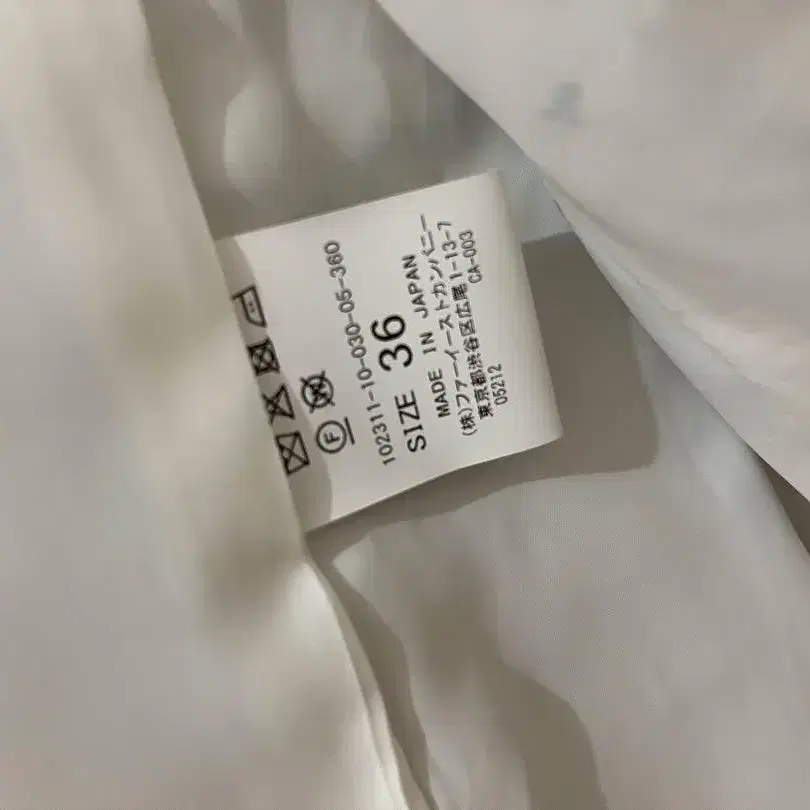 F
102311-10-030-05-360
SIZE 36
MADE IN JAPAN
(株)ファーイーストカンパニー
東京都渋谷区広尾1-13-7
05212 CA-003